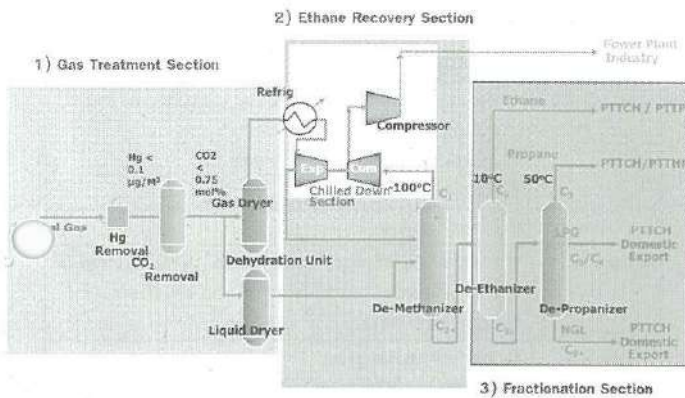 2) Ethane Recovery Section
1) Gas Treatment Section
Power Plant
Industry
Refrig
Compressor
Ethane
PTTCH / PTTP
Propane
PTTCH/PTTHM
Hg <
0.1
µg/M³
CO2
<
0.75
mol%
Gas Dryer
Exp
Com
Chilled Down
Section
-100°C
C₁
10°C
C₂
50°C
C₃
al Gas
Hg
Removal
CO₂
Removal
Dehydration Unit
Liquid Dryer
De-Methanizer
C₂₊
De-Ethanizer
C₃₊
LPG
C₃/C₄
PTTCH
Domestic
Export
De-Propanizer
NGL
C₅₊
PTTCH
Domestic
Export
3) Fractionation Section